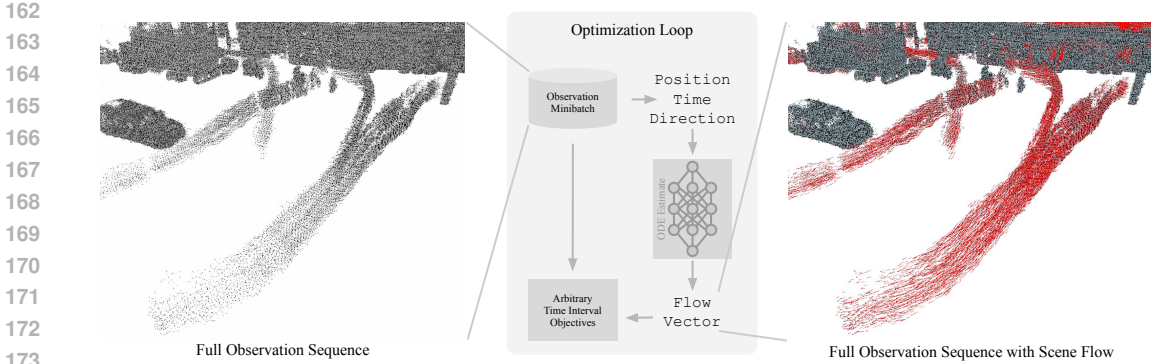 162
163
164
165
166
167
168
169
170
171
172
173
Full Observation Sequence
Optimization Loop
Observation
Minibatch
Position
Time
Direction
ODE Estimate
Flow
Vector
Arbitrary
Time Interval
Objectives
Full Observation Sequence with Scene Flow